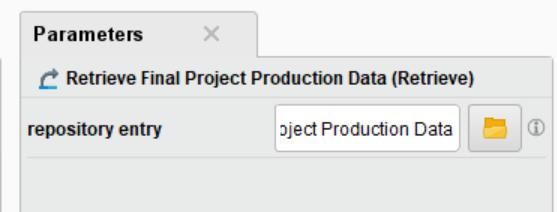 Parameters
Retrieve Final Project Production Data (Retrieve)
repository entry
oject Production Data